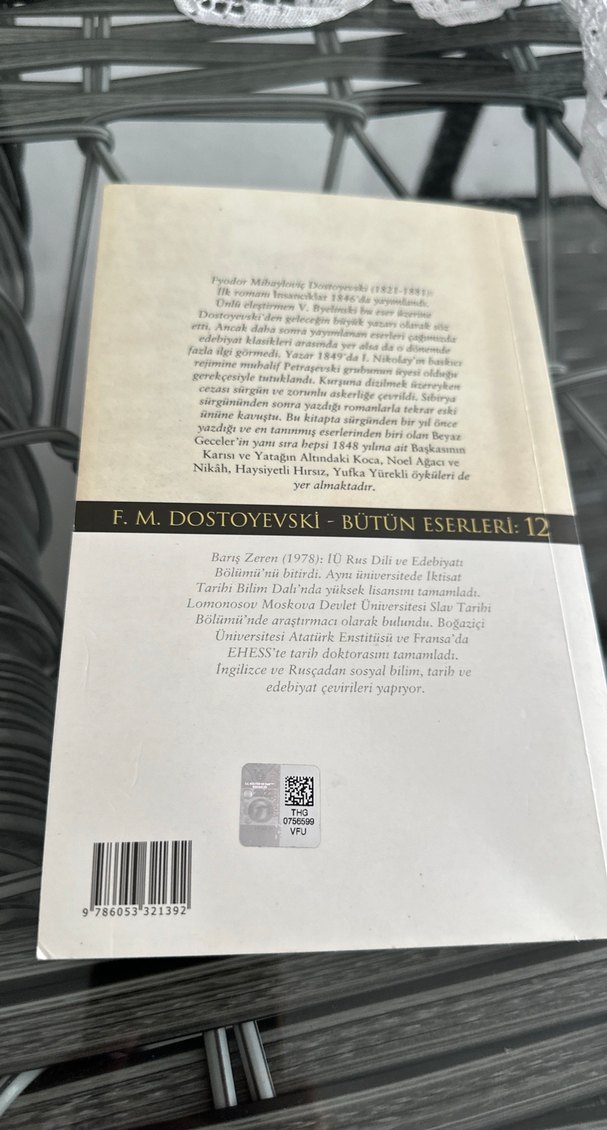 Fyodor Mihayloviç Dostoyevski (1821-1881):
İlk romanı İnsancıklar 1846'da yayımlandı.
Ünlü eleştirmen V. Byelinski bu eser üzerine
Dostoyevski'den geleceğin büyük yazarı olarak söz
etti. Ancak daha sonra yayımlanan eserleri çağımızda
edebiyat klasikleri arasında yer alsa da o dönemde
fazla ilgi görmedi. Yazar 1849'da I. Nikolay'ın baskıcı
rejimine muhalif Petraşevski grubunun üyesi olduğu
gerekçesiyle tutuklandı. Kurşuna dizilmek üzereyken
cezası sürgün ve zorunlu askerliğe çevrildi. Sibirya
sürgününden sonra yazdığı romanlarla tekrar eski
ününe kavuştu. Bu kitapta sürgünden bir yıl önce
yazdığı ve en tanınmış eserlerinden biri olan Beyaz
Geceler'in yanı sıra hepsi 1848 yılına ait Başkasının
Karısı ve Yatağın Altındaki Koca, Noel Ağacı ve
Nikâh, Haysiyetli Hırsız, Yufka Yürekli öyküleri de
yer almaktadır.
F. M. DOSTOYEVSKİ - BÜTÜN ESERLERİ: 12
Barış Zeren (1978): İÜ Rus Dili ve Edebiyatı
Bölümü'nü bitirdi. Aynı üniversitede İktisat
Tarihi Bilim Dalı'nda yüksek lisansını tamamladı.
Lomonosov Moskova Devlet Üniversitesi Slav Tarihi
Bölümü'nde araştırmacı olarak bulundu. Boğaziçi
Üniversitesi Atatürk Enstitüsü ve Fransa'da
EHESS'te tarih doktorasını tamamladı.
İngilizce ve Rusçadan sosyal bilim, tarih ve
edebiyat çevirileri yapıyor.
THG
0756599
VFU
9 786053 321392